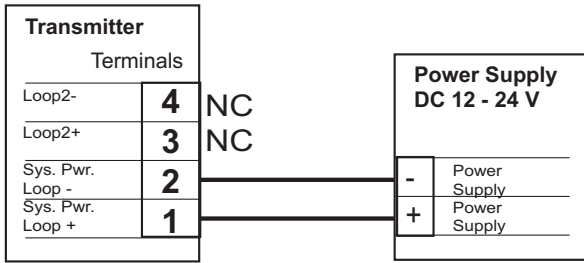 Transmitter
Terminals
Loop2-
4
NC
Loop2+
3
NC
Sys. Pwr.
Loop -
2
Sys. Pwr.
Loop +
1
Power Supply
DC 12 - 24 V
-
Power
Supply
+
Power
Supply